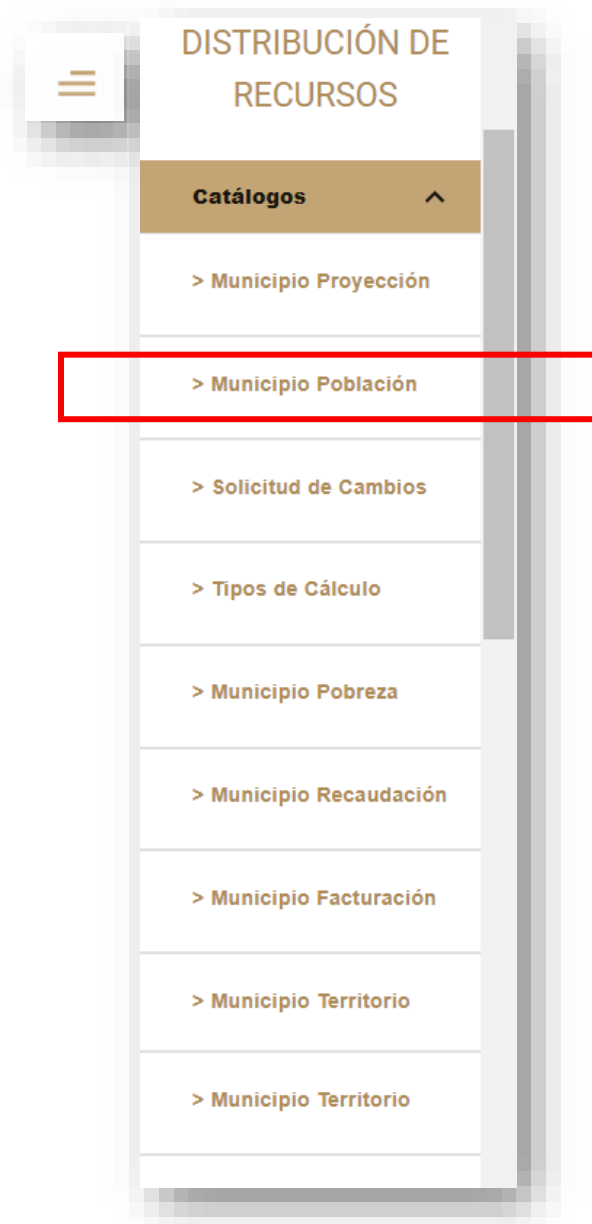 DISTRIBUCIÓN DE
RECURSOS
Catálogos
> Municipio Proyección
> Municipio Población
> Solicitud de Cambios
> Tipos de Cálculo
> Municipio Pobreza
> Municipio Recaudación
> Municipio Facturación
> Municipio Territorio
> Municipio Territorio